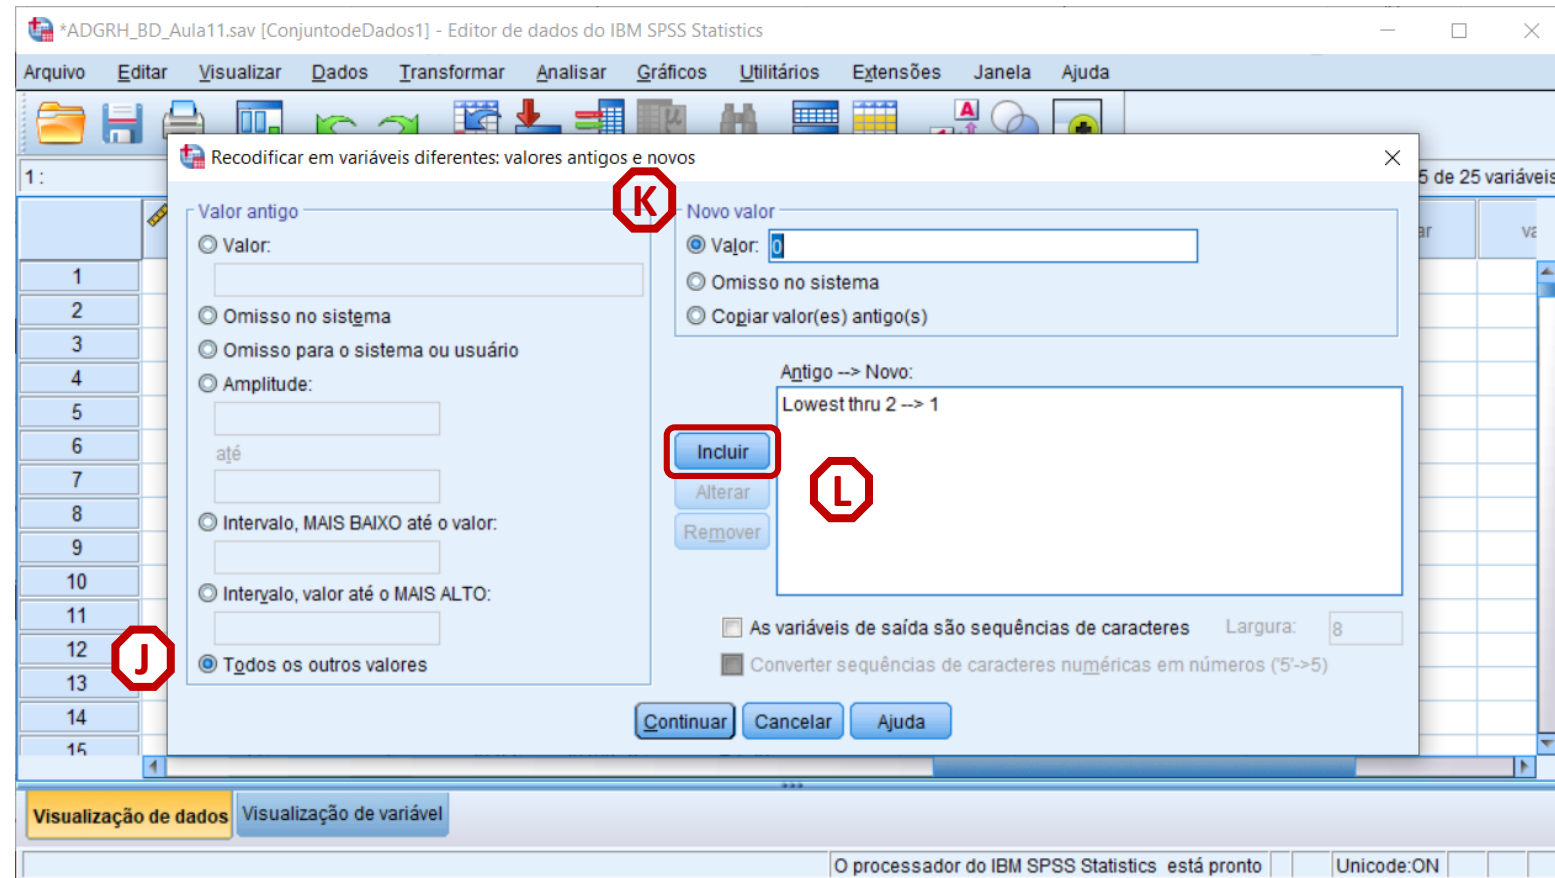 *ADGRH_BD_Aula11.sav [ConjuntodeDados1] - Editor de dados do IBM SPSS Statistics
Arquivo Editar Visualizar Dados Transformar Analisar Gráficos Utilitários Extensões Janela Ajuda
Recodificar em variáveis diferentes: valores antigos e novos
1 :
5 de 25 variáveis
K
Valor antigo
Valor:
Omisso no sistema
Omisso para o sistema ou usuário
Amplitude:
até
Intervalo, MAIS BAIXO até o valor:
Intervalo, valor até o MAIS ALTO:
J
Todos os outros valores
Novo valor
Valor: 0
Omisso no sistema
Copiar valor(es) antigo(s)
Antigo --> Novo:
Lowest thru 2 --> 1
Incluir
Alterar
Remover
L
As variáveis de saída são sequências de caracteres Largura: 8
Converter sequências de caracteres numéricas em números ('5'->5)
Continuar Cancelar Ajuda
1
2
3
4
5
6
7
8
9
10
11
12
13
14
15
Visualização de dados Visualização de variável
O processador do IBM SPSS Statistics está pronto Unicode:ON